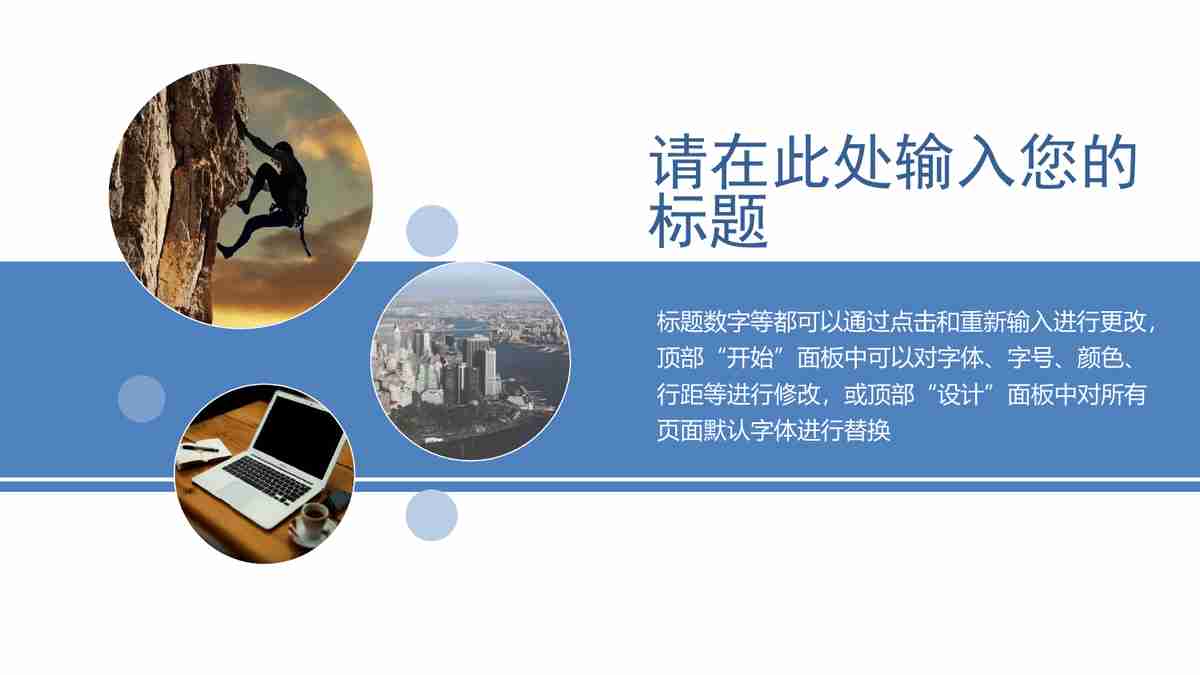 请在此处输入您的
标题
标题数字等都可以通过点击和重新输入进行更改，
顶部“开始”面板中可以对字体、字号、颜色、
行距等进行修改，或顶部“设计”面板中对所有
页面默认字体进行替换